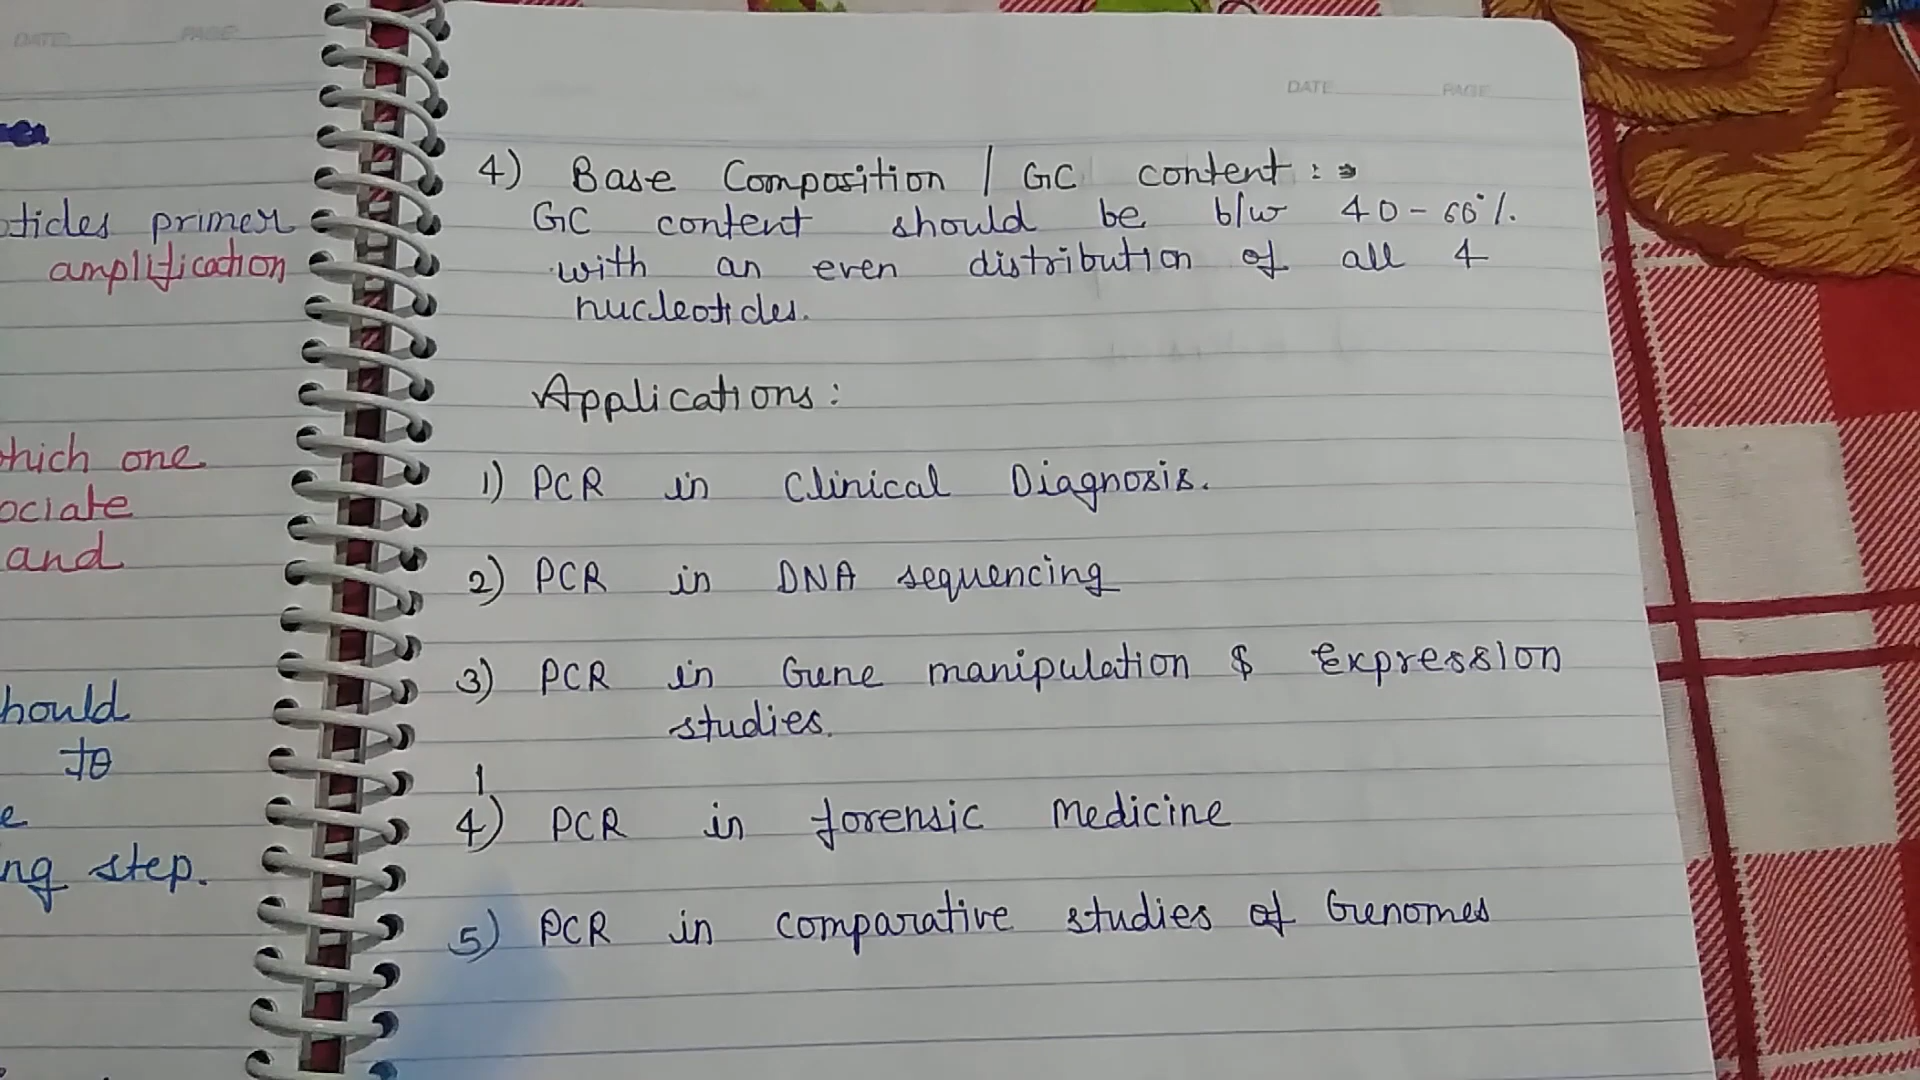 DATE PAGE
otides primer
amplification
hich one
ociate
and
hould
to
e
ng step.
DATE PAGE
4) Base Composition / GC content :→
GC content should be b/w 40-60%.
with an even distribution of all 4
nucleotides.
Applications:
1) PCR in Clinical Diagnosis.
2) PCR in DNA sequencing
3) PCR in Gene manipulation & Expression
studies.
4) PCR in forensic Medicine
5) PCR in comparative studies of Genomes